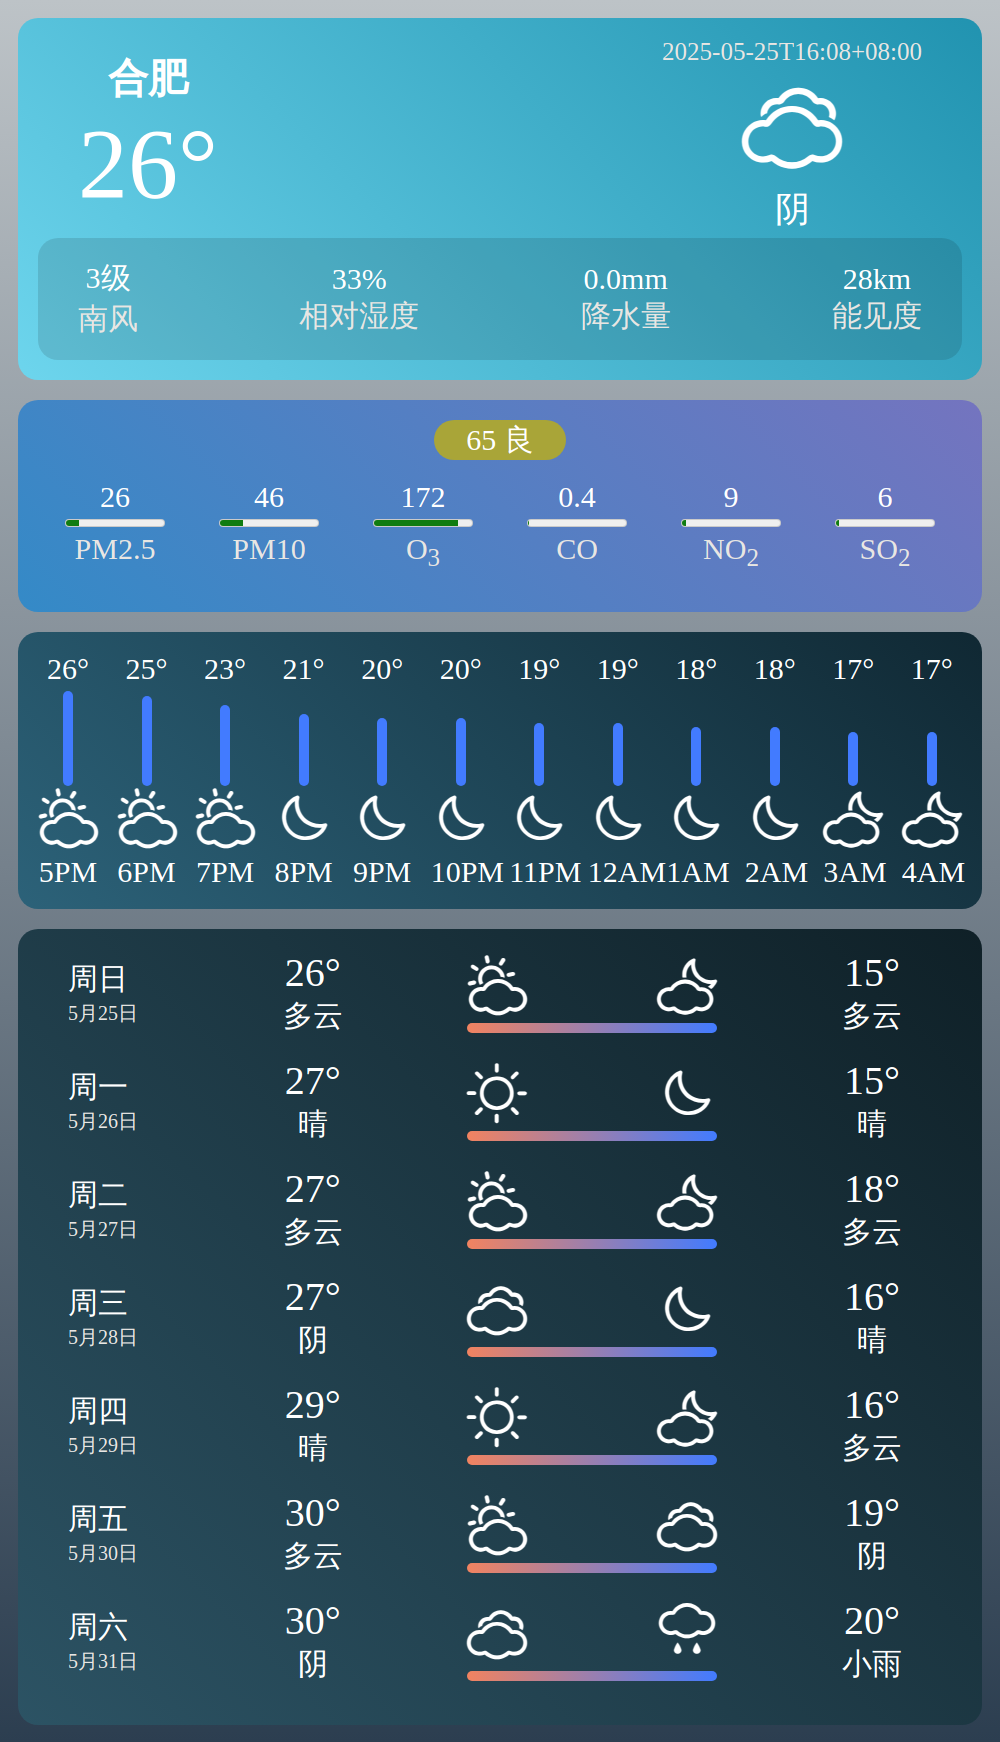 合肥
2025-05-25T16:08+08:00
26°
阴
3级 33% 0.0mm 28km
南风 相对湿度 降水量 能见度
65 良
26 46 172 0.4 9 6
PM2.5 PM10 O3 CO NO2 SO2
26° 25° 23° 21° 20° 20° 19° 19° 18° 18° 17° 17°
5PM 6PM 7PM 8PM 9PM 10PM 11PM 12AM 1AM 2AM 3AM 4AM
周日 26° 15°
5月25日 多云 多云
周一 27° 15°
5月26日 晴 晴
周二 27° 18°
5月27日 多云 多云
周三 27° 16°
5月28日 阴 晴
周四 29° 16°
5月29日 晴 多云
周五 30° 19°
5月30日 多云 阴
周六 30° 20°
5月31日 阴 小雨